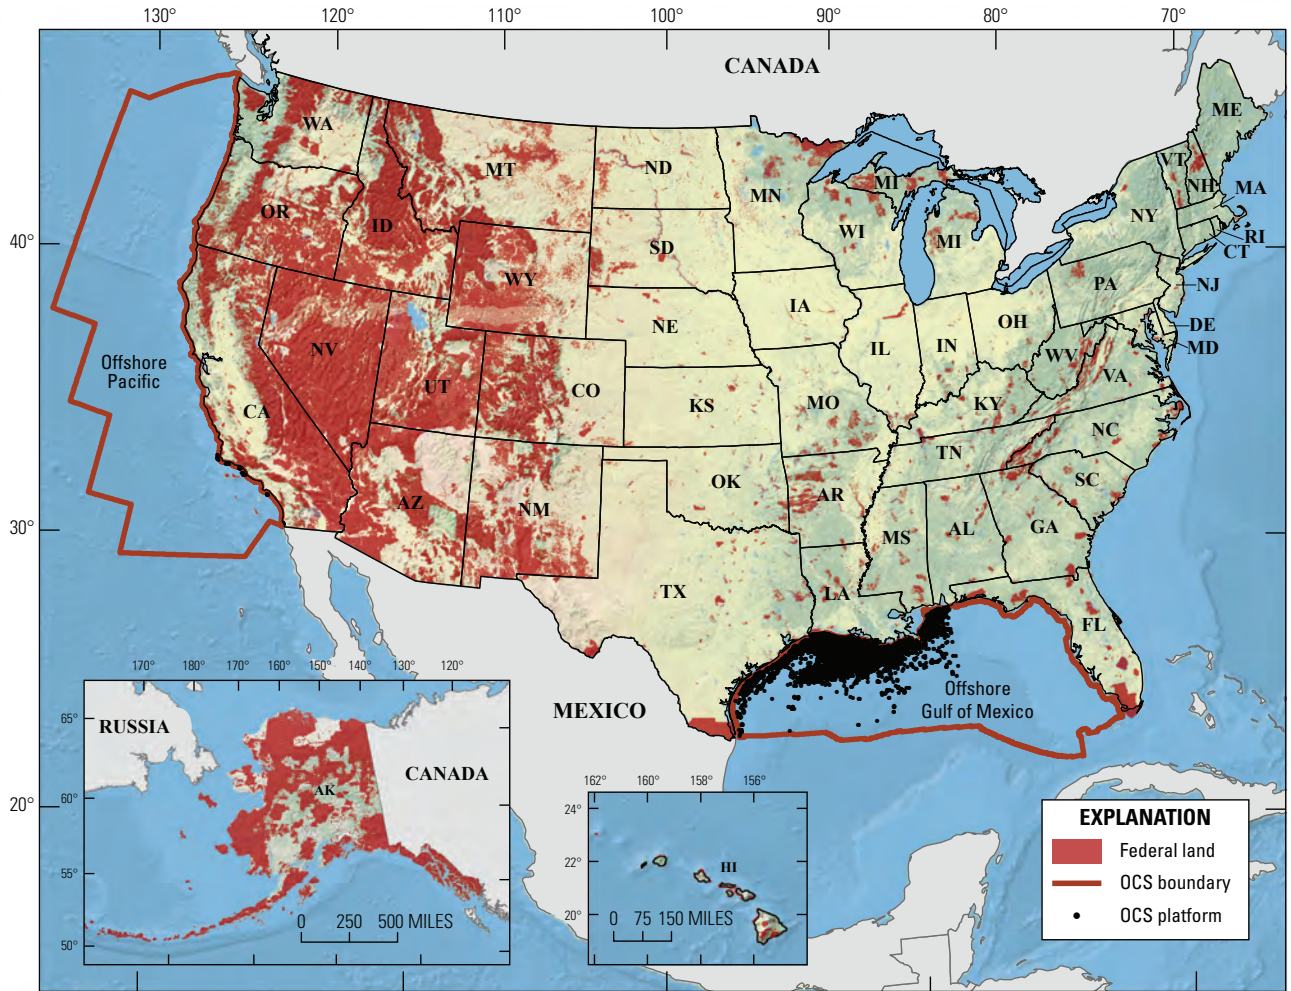 130°
120°
110°
100°
90°
80°
70°
CANADA
WA
MT
ND
MN
MI
ME
VT
NH
MA
OR
ID
WI
MI
NY
RI
CT
40°
40°
SD
WY
PA
NJ
IA
NE
OH
DE
MD
Offshore
Pacific
NV
UT
CO
IL
IN
WV
VA
CA
KS
MO
KY
NC
TN
AZ
NM
OK
AR
SC
30°
30°
MS
AL
GA
TX
LA
FL
Offshore
Gulf of Mexico
MEXICO
170°
180°
170°
160°
150°
140°
130°
120°
65°
RUSSIA
CANADA
AK
60°
55°
50°
0 250 500 MILES
162°
160°
158°
156°
24°
22°
20°
HI
0 75 150 MILES
20°
EXPLANATION
Federal land
OCS boundary
OCS platform